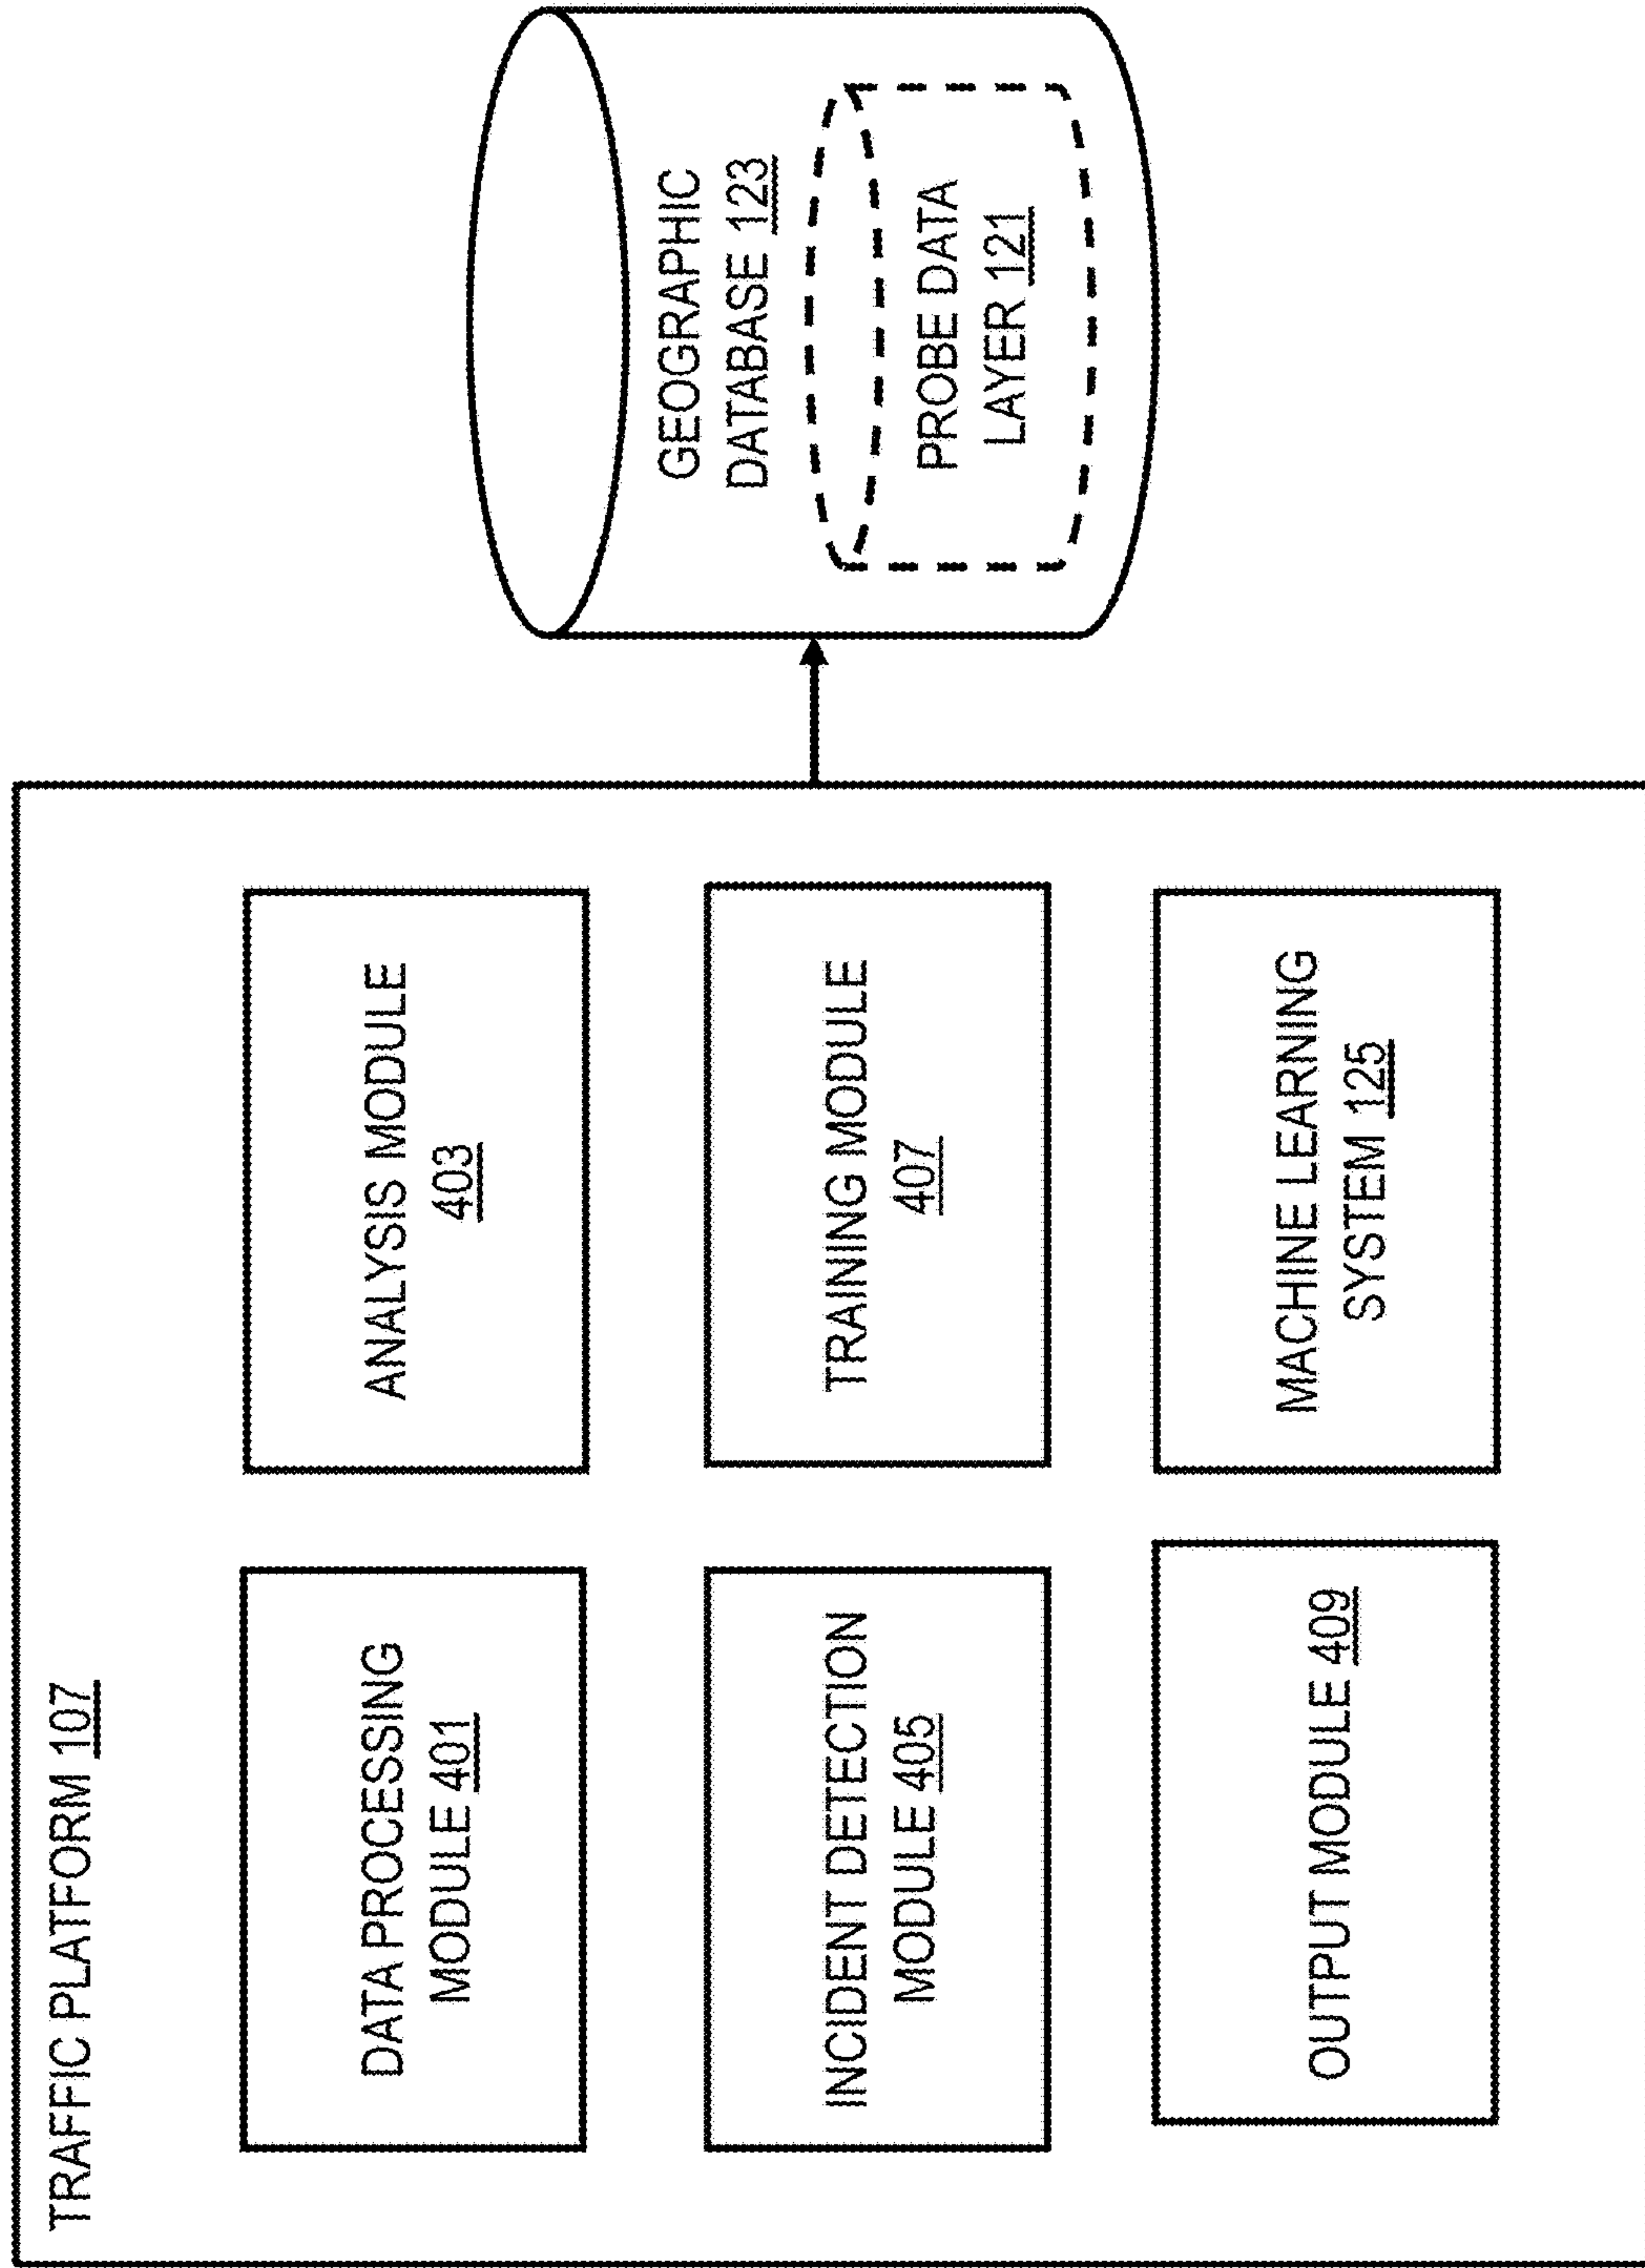 TRAFFIC PLATFORM 107
DATA PROCESSING
MODULE 401
ANALYSIS MODULE
403
INCIDENT DETECTION
MODULE 405
TRAINING MODULE
407
OUTPUT MODULE 409
MACHINE LEARNING
SYSTEM 125
GEOGRAPHIC
DATABASE 123
PROBE DATA
LAYER 121